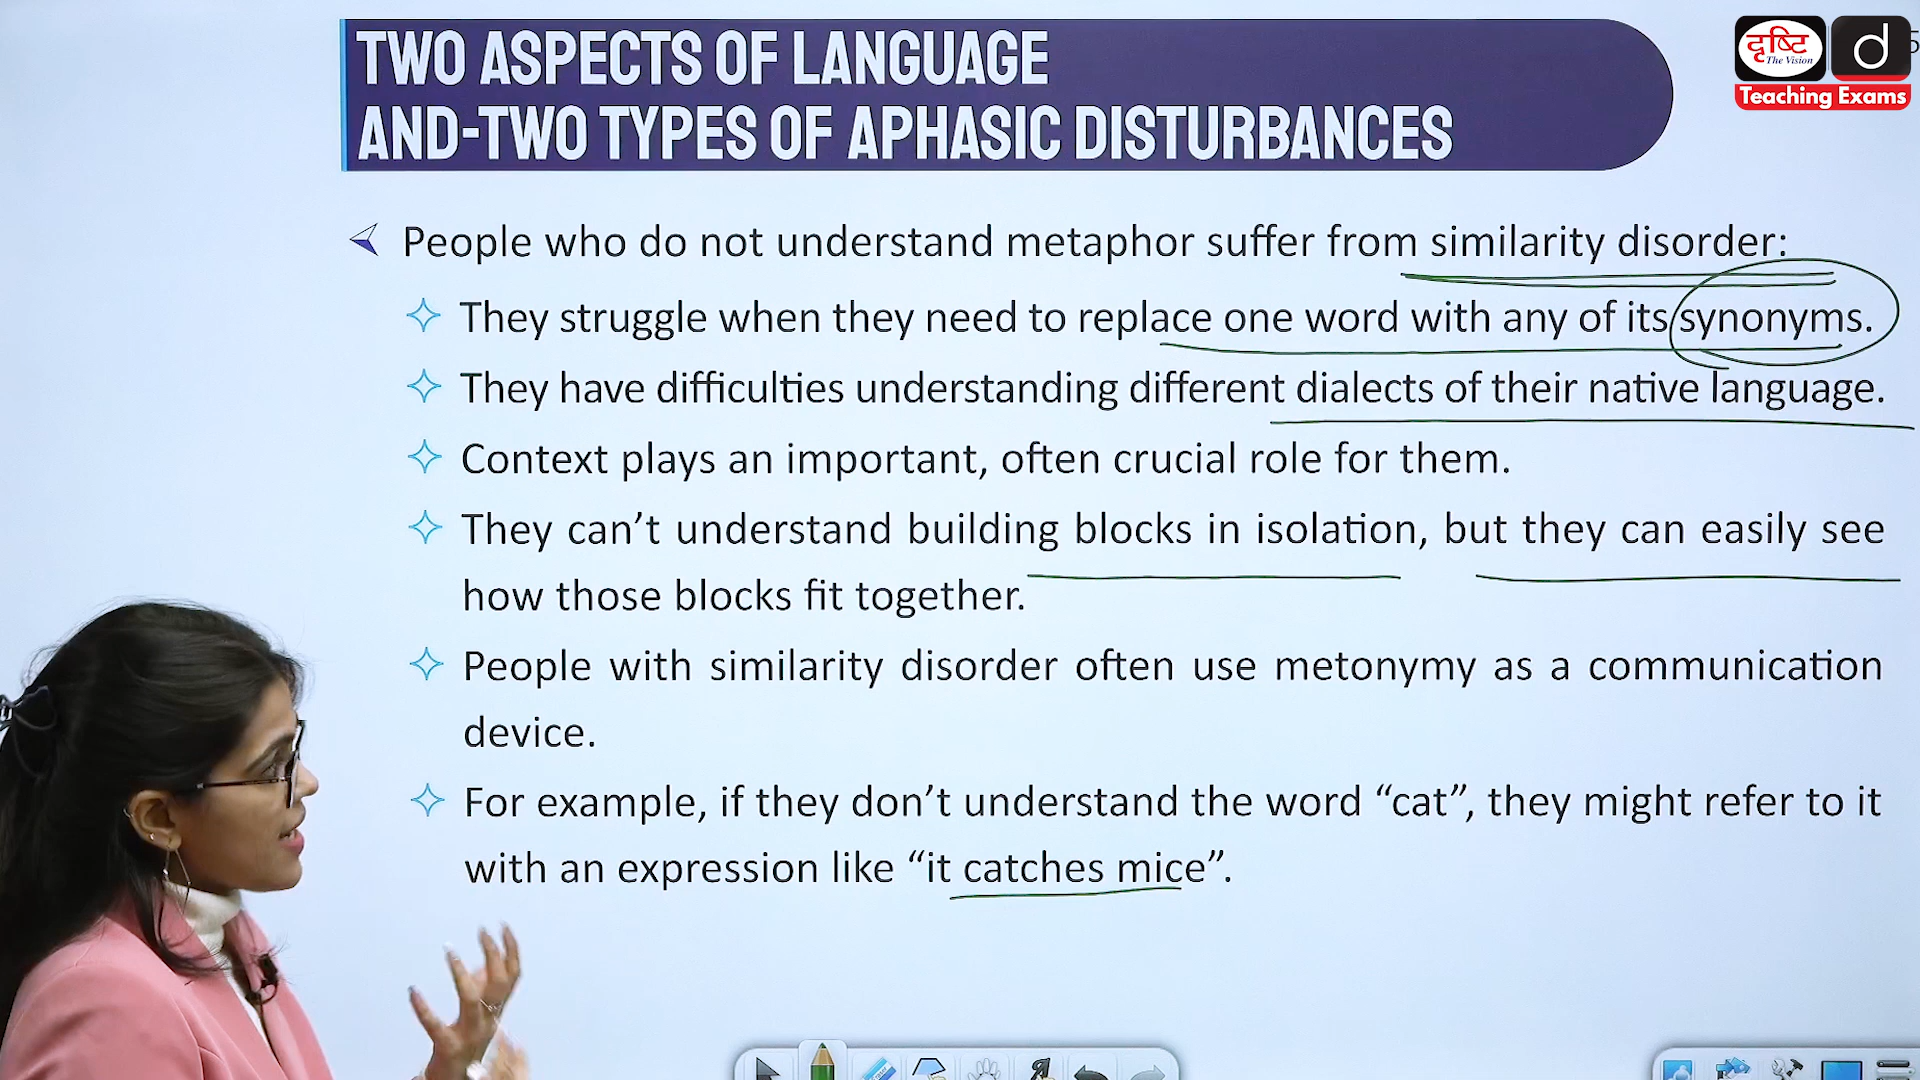 TWO ASPECTS OF LANGUAGE
AND-TWO TYPES OF APHASIC DISTURBANCES
दृष्टि
The Vision
d
5
Teaching Exams
People who do not understand metaphor suffer from similarity disorder:
They struggle when they need to replace one word with any of its synonyms.
They have difficulties understanding different dialects of their native language.
Context plays an important, often crucial role for them.
They can’t understand building blocks in isolation, but they can easily see
how those blocks fit together.
People with similarity disorder often use metonymy as a communication
device.
For example, if they don’t understand the word “cat”, they might refer to it
with an expression like “it catches mice”.